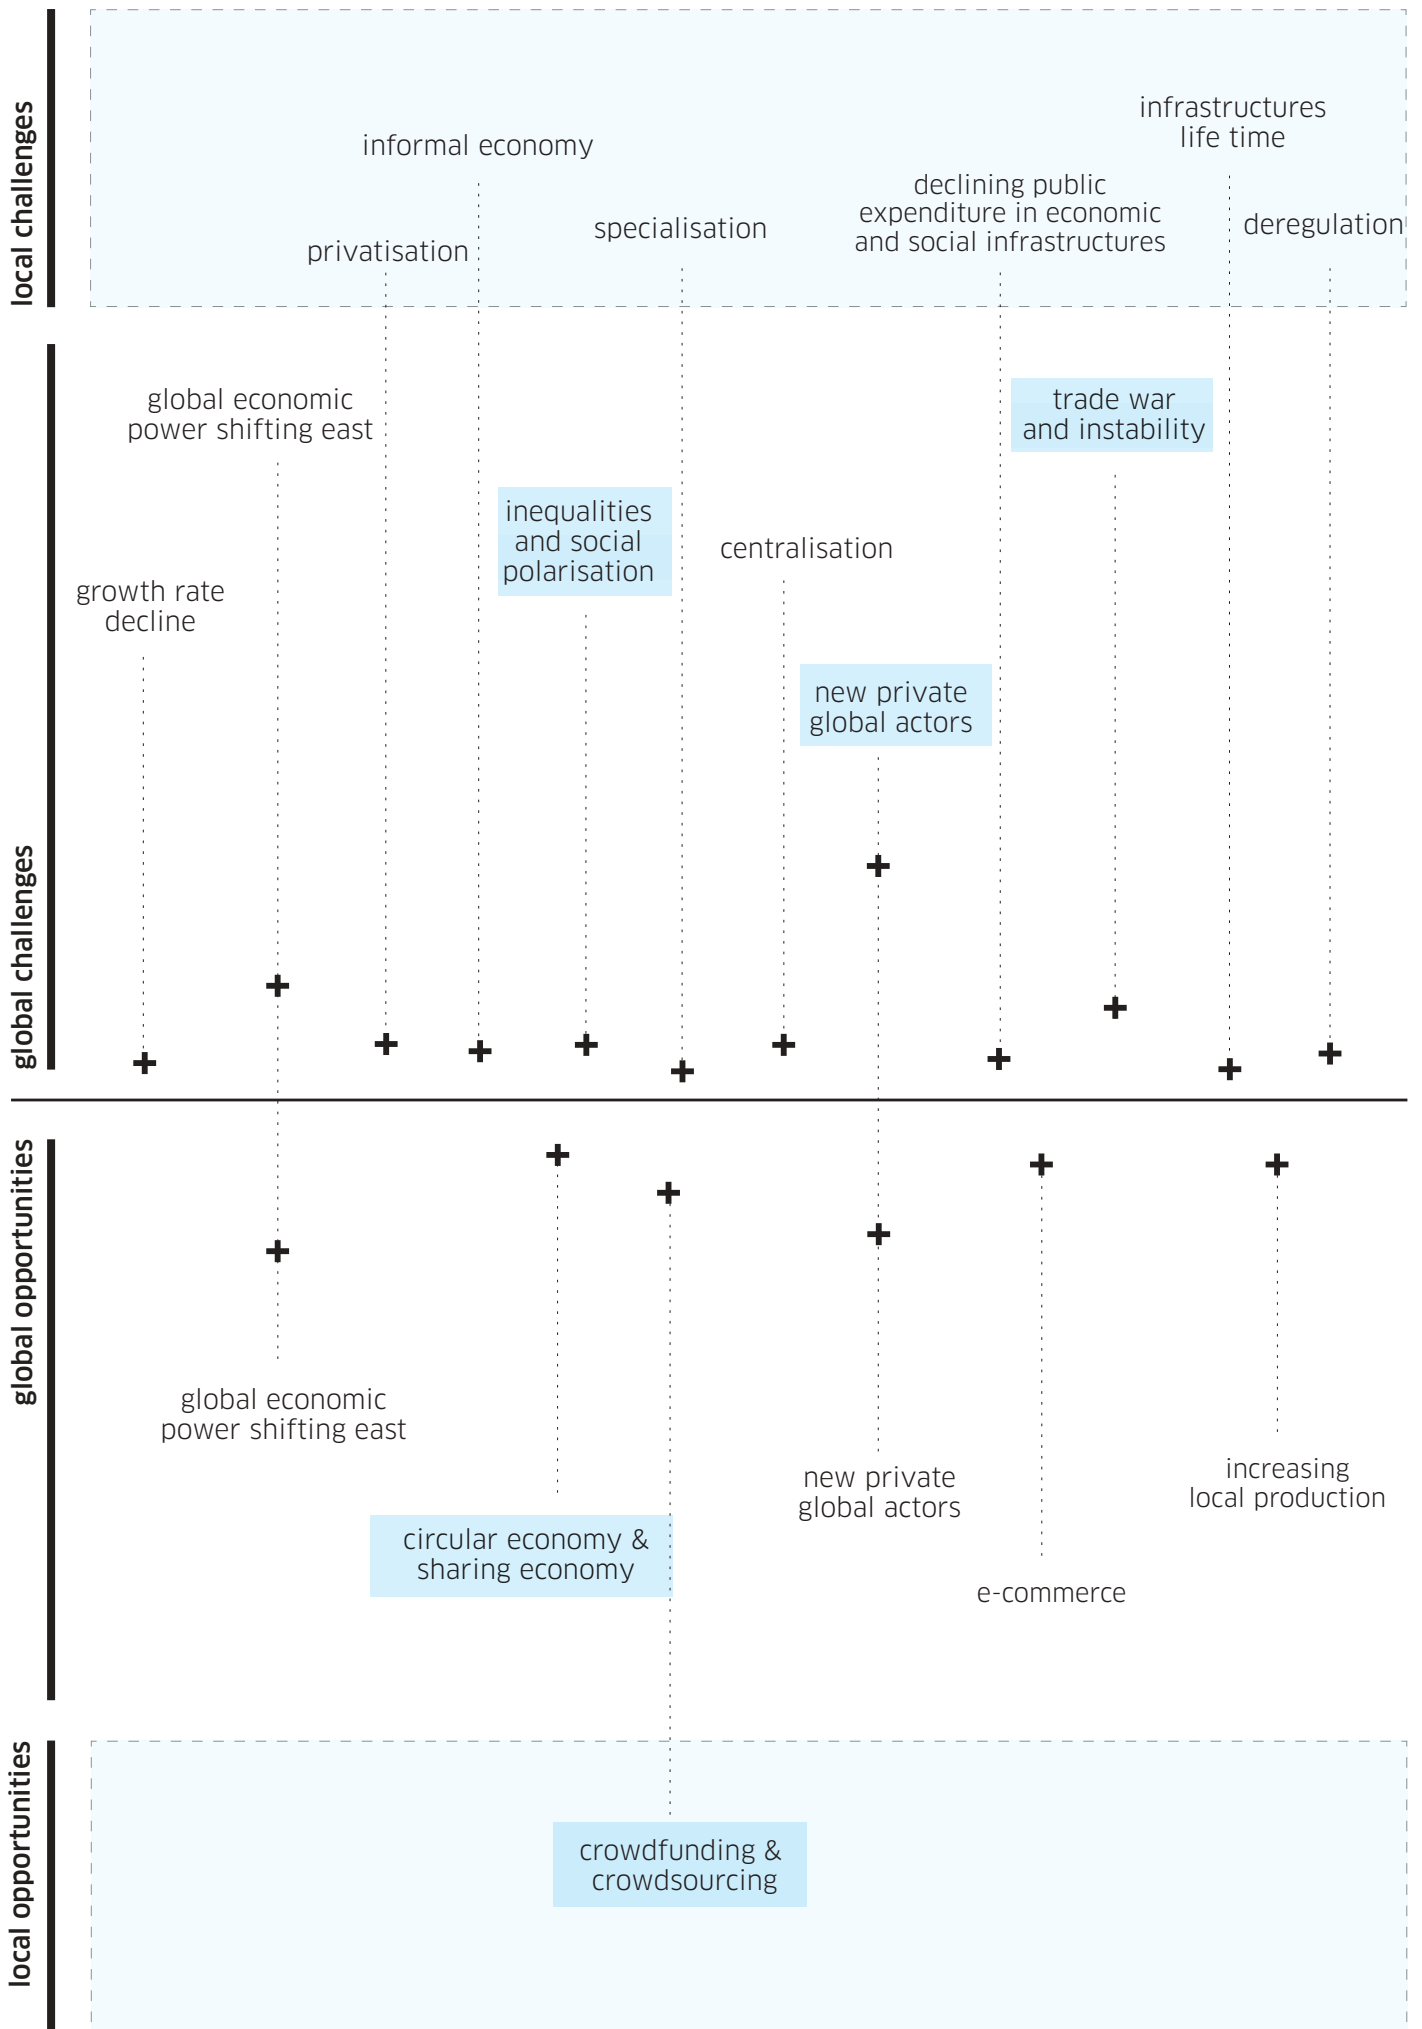 local challenges
informal economy
infrastructures
life time
privatisation
specialisation
declining public
expenditure in economic
and social infrastructures
deregulation
global challenges
global economic
power shifting east
trade war
and instability
inequalities
and social
polarisation
centralisation
growth rate
decline
new private
global actors
global opportunities
global economic
power shifting east
new private
global actors
increasing
local production
circular economy &
sharing economy
e-commerce
local opportunities
crowdfunding &
crowdsourcing